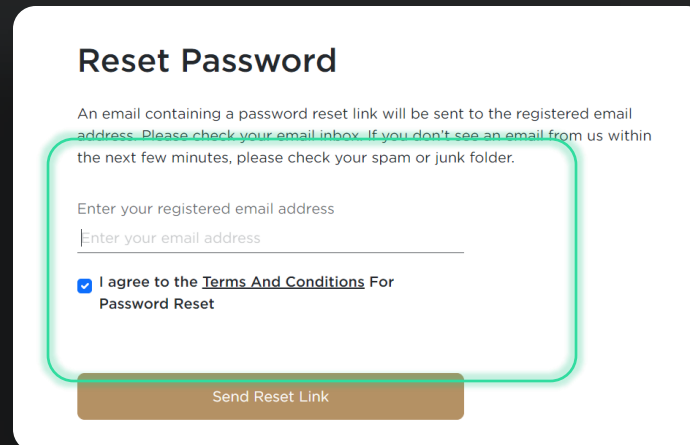 Reset Password
An email containing a password reset link will be sent to the registered email
address. Please check your email inbox. If you don't see an email from us within
the next few minutes, please check your spam or junk folder.
Enter your registered email address
Enter your email address
I agree to the Terms And Conditions For
Password Reset
Send Reset Link